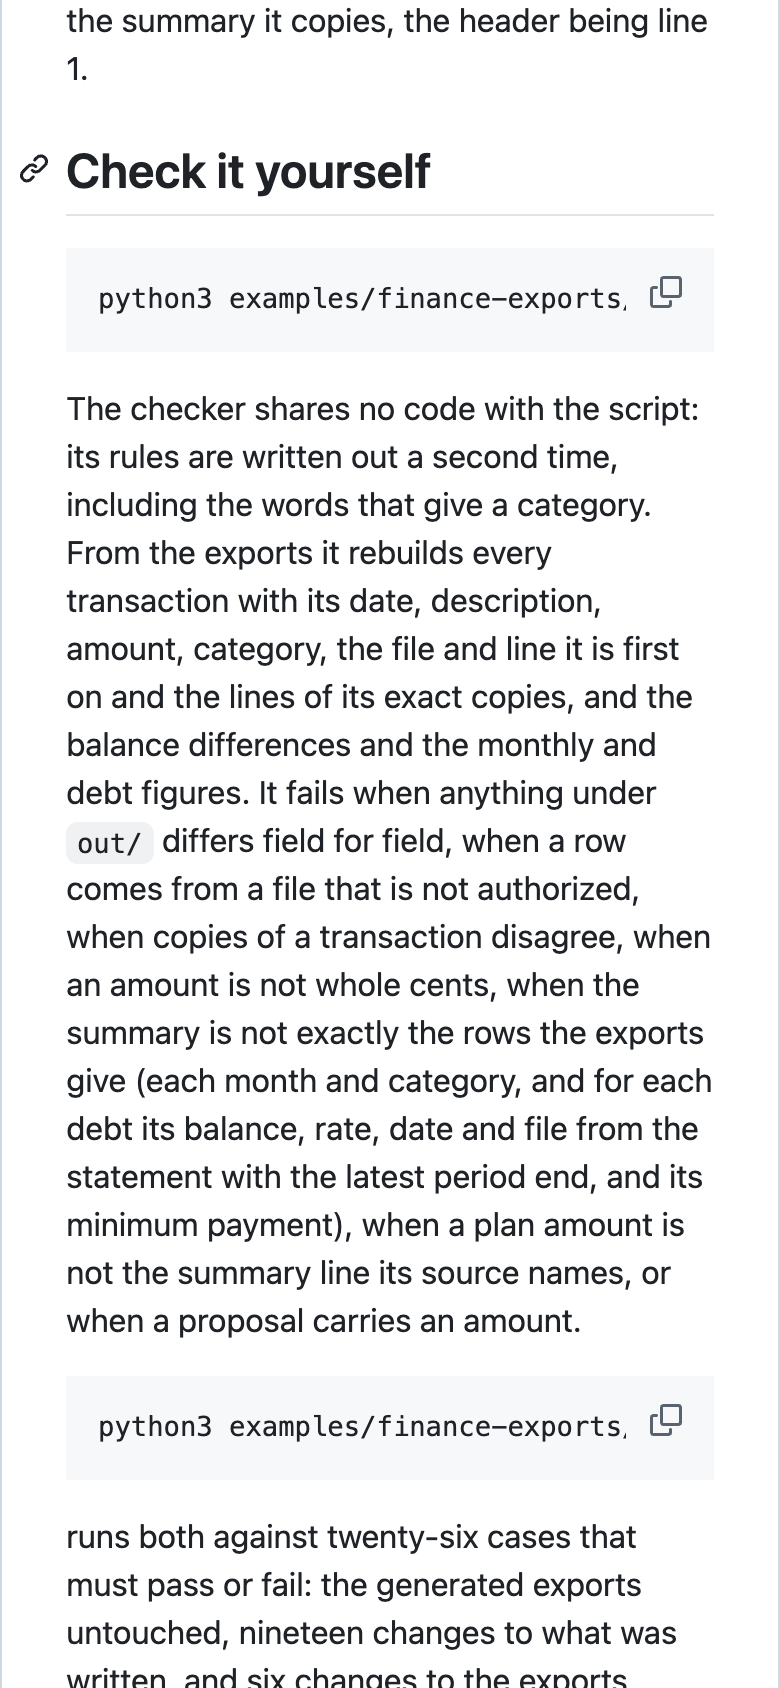 the summary it copies, the header being line
1.
Check it yourself
python3 examples/finance-exports/
The checker shares no code with the script:
its rules are written out a second time,
including the words that give a category.
From the exports it rebuilds every
transaction with its date, description,
amount, category, the file and line it is first
on and the lines of its exact copies, and the
balance differences and the monthly and
debt figures. It fails when anything under
out/ differs field for field, when a row
comes from a file that is not authorized,
when copies of a transaction disagree, when
an amount is not whole cents, when the
summary is not exactly the rows the exports
give (each month and category, and for each
debt its balance, rate, date and file from the
statement with the latest period end, and its
minimum payment), when a plan amount is
not the summary line its source names, or
when a proposal carries an amount.
python3 examples/finance-exports/
runs both against twenty-six cases that
must pass or fail: the generated exports
untouched, nineteen changes to what was
written, and six changes to the exports